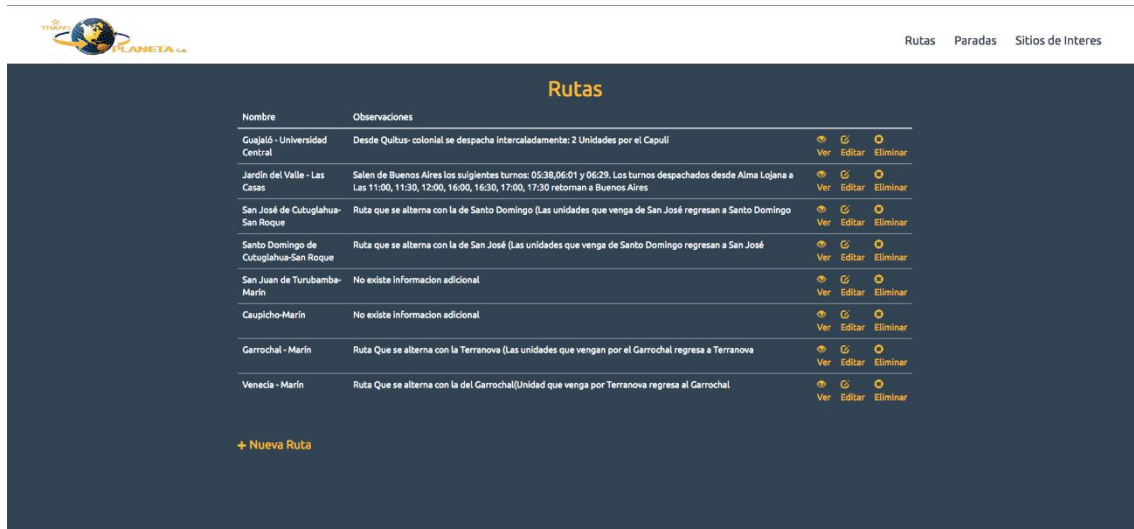 TRANS
PLANETA S.A.
Rutas Paradas Sitios de Interes
Rutas
Nombre Observaciones
Guajaló - Universidad Central Desde Quitus- colonial se despacha intercaladamente: 2 Unidades por el Capulí
Ver Editar Eliminar
Jardín del Valle - Las Casas Salen de Buenos Aires los suigientes turnos: 05:38,06:01 y 06:29. Los turnos despachados desde Alma Lojana a
Las 11:00, 11:30, 12:00, 16:00, 16:30, 17:00, 17:30 retornan a Buenos Aires
Ver Editar Eliminar
San José de Cutuglahua-San Roque Ruta que se alterna con la de Santo Domingo (Las unidades que venga de San José regresan a Santo Domingo
Ver Editar Eliminar
Santo Domingo de Cutuglahua-San Roque Ruta que se alterna con la de San José (Las unidades que venga de Santo Domingo regresan a San José
Ver Editar Eliminar
San Juan de Turubamba-Marín No existe informacion adicional
Ver Editar Eliminar
Caupicho-Marín No existe informacion adicional
Ver Editar Eliminar
Garrochal - Marín Ruta Que se alterna con la Terranova (Las unidades que vengan por el Garrochal regresa a Terranova
Ver Editar Eliminar
Venecia - Marín Ruta Que se alterna con la del Garrochal(Unidad que venga por Terranova regresa al Garrochal
Ver Editar Eliminar
+ Nueva Ruta